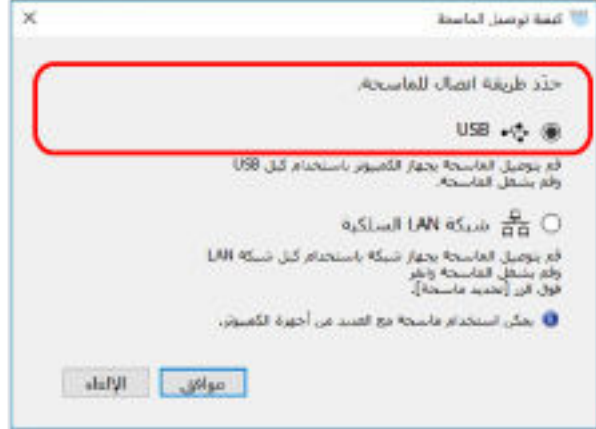 كيفية توصيل الماسحة
حدّد طريقة اتصال للماسحة.
USB
قم بتوصيل الماسحة بجهاز الكمبيوتر باستخدام كبل USB
وقم بتشغيل الماسحة.
شبكة LAN السلكية
قم بتوصيل الماسحة بجهاز شبكة باستخدام كبل شبكة LAN
وقم بتشغيل الماسحة وانقر
فوق الزر [تحديد ماسحة].
يمكن استخدام ماسحة مع العديد من أجهزة الكمبيوتر.
موافق
الإلغاء